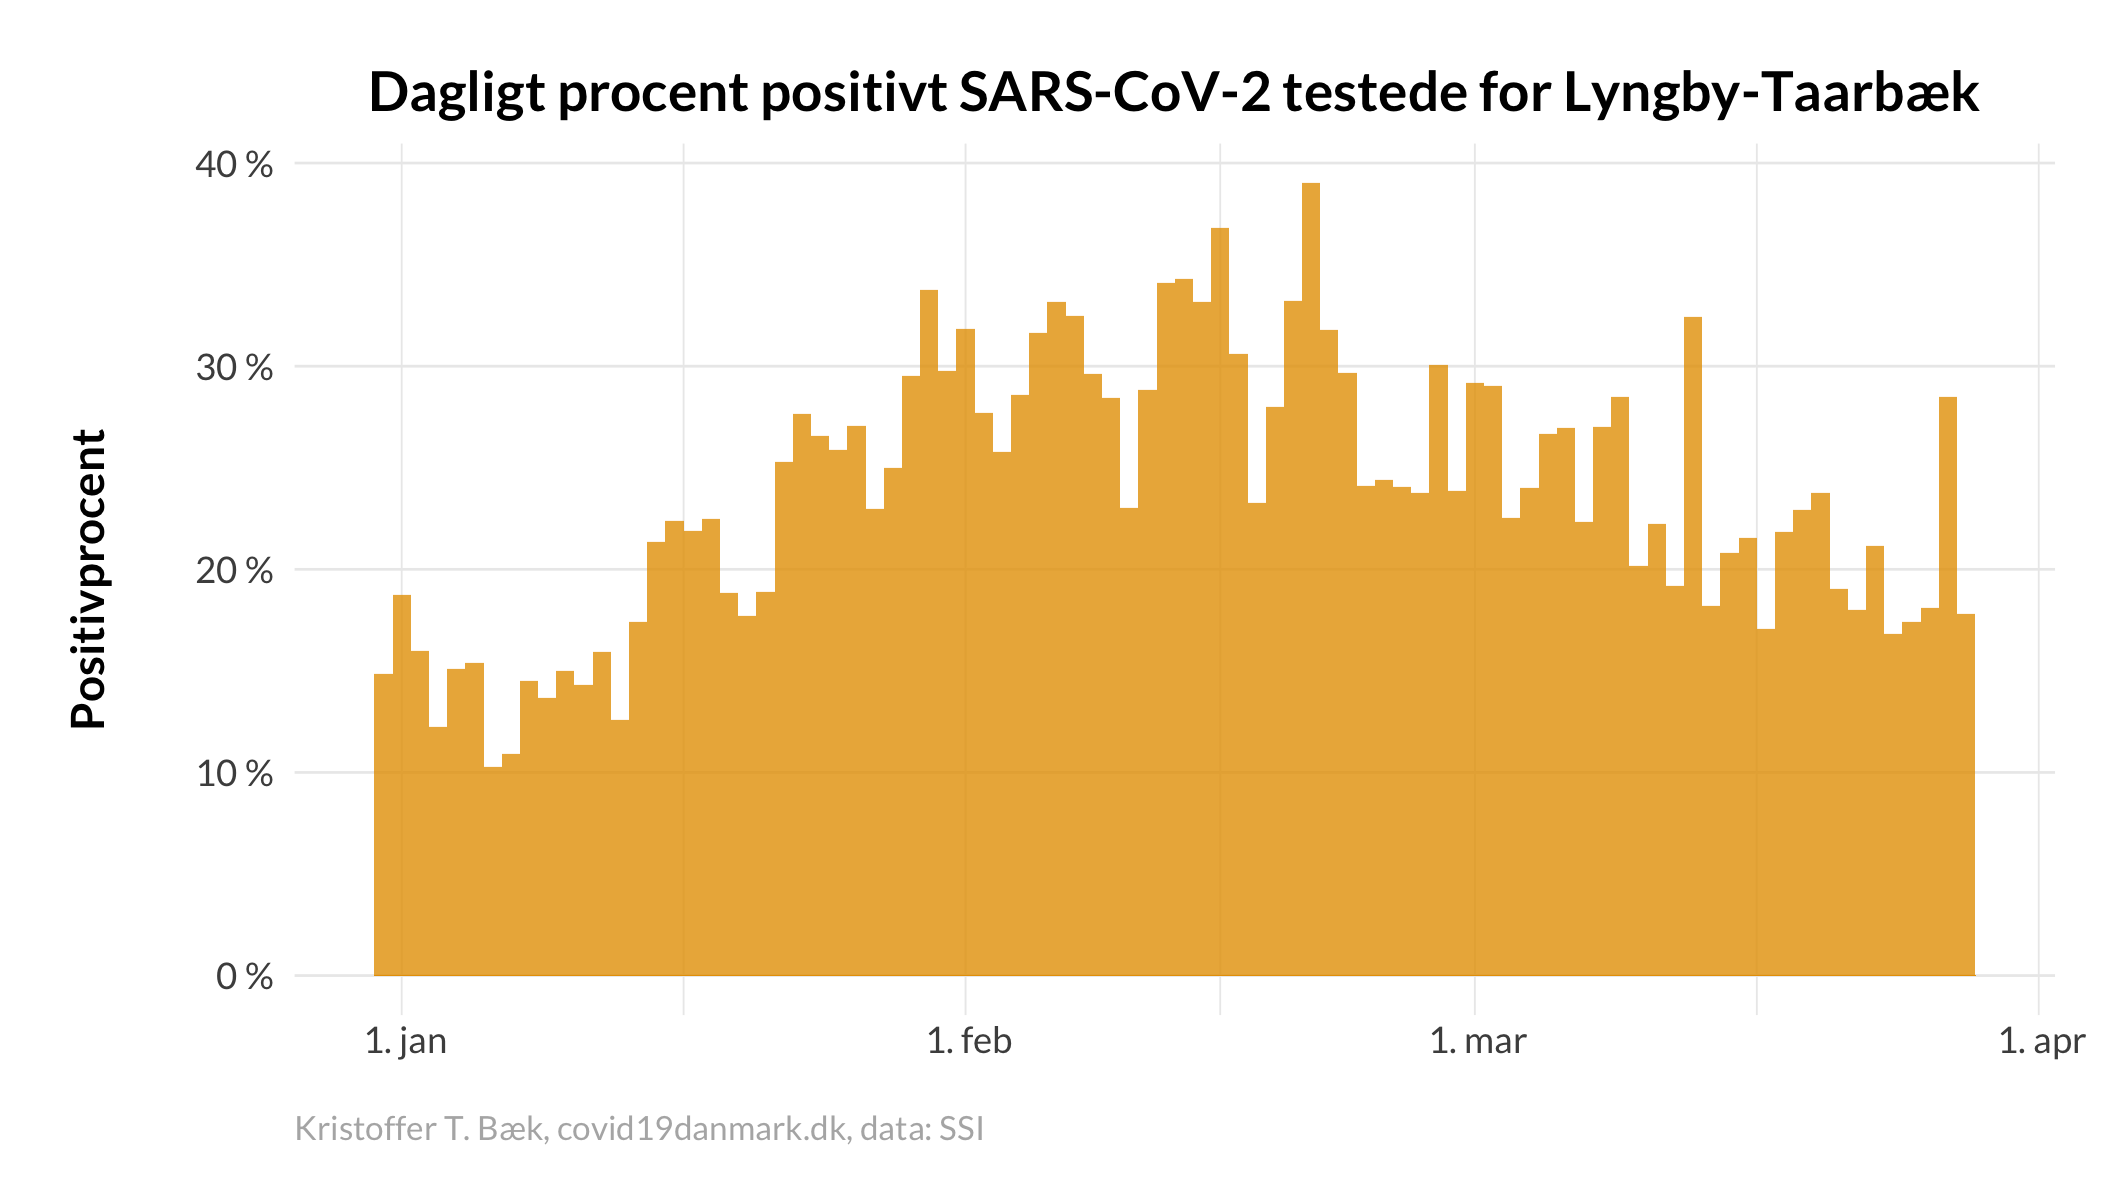 Dagligt procent positivt SARS-CoV-2 testede for Lyngby-Taarbæk
Positivprocent
40 %
30 %
20 %
10 %
0 %
1. jan
1. feb
1. mar
1. apr
Kristoffer T. Bæk, covid19danmark.dk, data: SSI